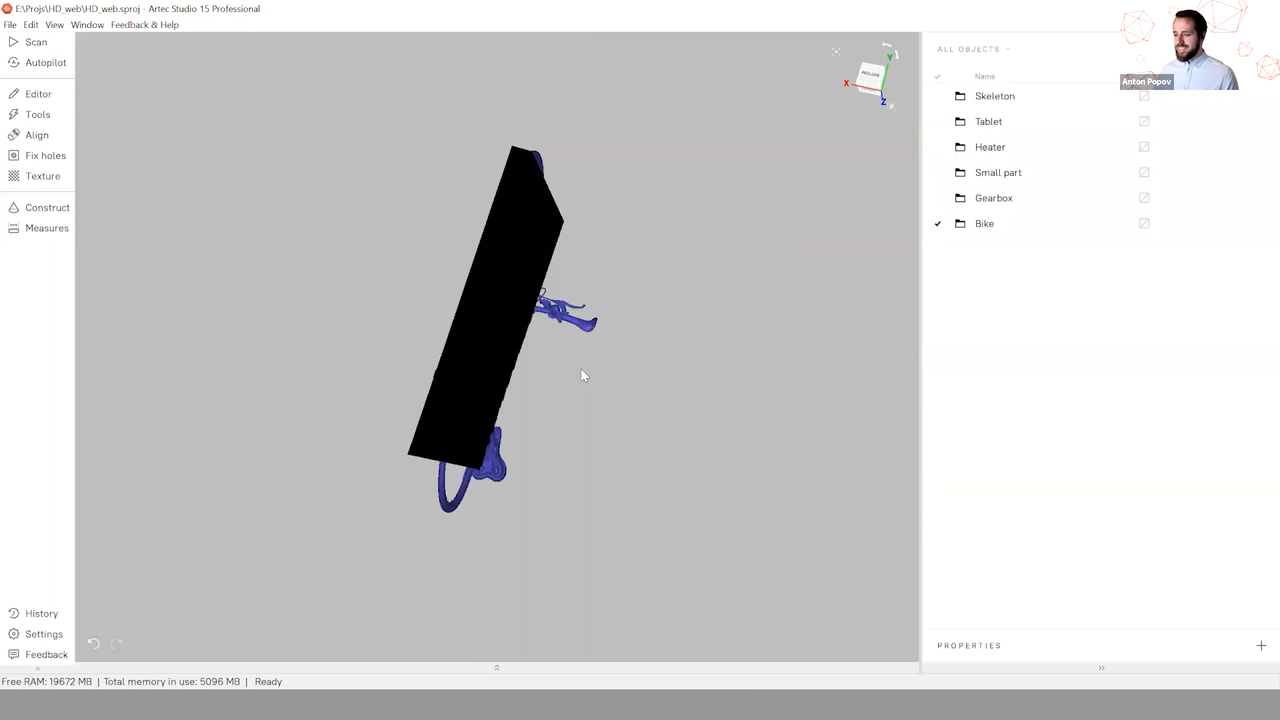 E:\Projs\HD_web\HD_web.sproj - Artec Studio 15 Professional
File Edit View Window Feedback & Help
Scan
Autopilot
Editor
Tools
Align
Fix holes
Texture
Construct
Measures
History
Settings
Feedback
Y
X
Z
ALL OBJECTS
Name
Skeleton
Tablet
Heater
Small part
Gearbox
Bike
Anton Popov
PROPERTIES
Free RAM: 19672 MB | Total memory in use: 5096 MB | Ready